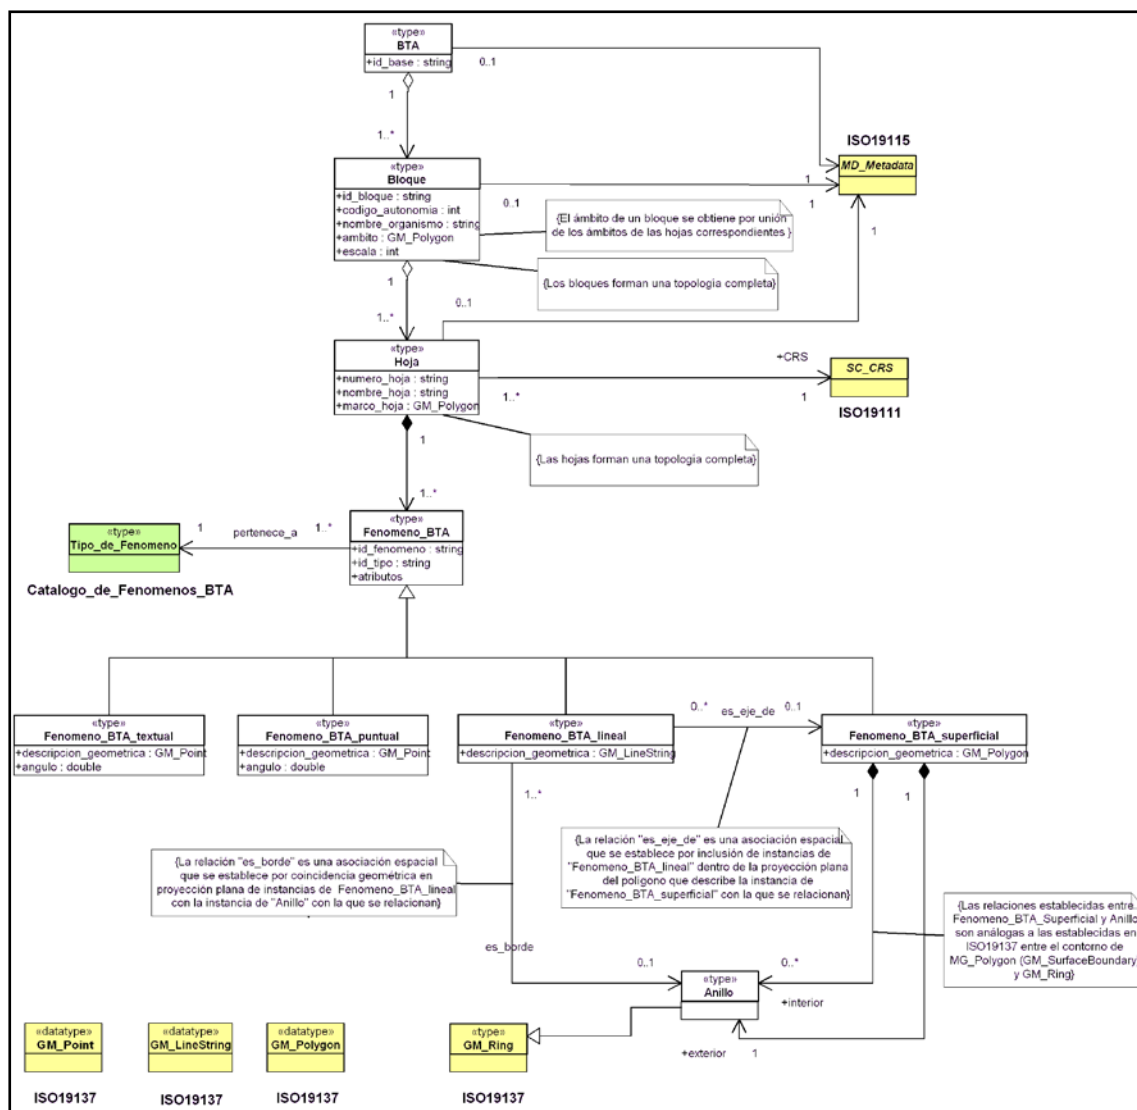 «type»
BTA
+id_base : string
0..1
1
1..*
ISO19115
MD_Metadata
«type»
Bloque
+id_bloque : string
+codigo_autonomia : int
+nombre_organismo : string
+ambito : GM_Polygon
+escala : int
0..1
1
1
1
{El ámbito de un bloque se obtiene por unión
de los ámbitos de las hojas correspondientes }
{Los bloques forman una topologia completa}
1
1..*
0..1
«type»
Hoja
+numero_hoja : string
+nombre_hoja : string
+marco_hoja : GM_Polygon
+CRS
1..*
1
SC_CRS
ISO19111
{Las hojas forman una topologia completa}
1
1..*
«type»
Tipo_de_Fenomeno
1
pertenece_a
1..*
Catalogo_de_Fenomenos_BTA
«type»
Fenomeno_BTA
+id_fenomeno : string
+id_tipo : string
+atributos
«type»
Fenomeno_BTA_textual
+descripcion_geometrica : GM_Point
+angulo : double
«type»
Fenomeno_BTA_puntual
+descripcion_geometrica : GM_Point
+angulo : double
«type»
Fenomeno_BTA_lineal
+descripcion_geometrica : GM_LineString
0..*
es_eje_de
0..1
«type»
Fenomeno_BTA_superficial
+descripcion_geometrica : GM_Polygon
1..*
1
1
{La relación "es_borde" es una asociación espacial
que se establece por coincidencia geométrica en
proyección plana de instancias de Fenomeno_BTA_lineal
con la instancia de "Anillo" con la que se relacionan}
{La relación "es_eje_de" es una asociación espacial
que se establece por inclusión de instancias de
"Fenomeno_BTA_lineal" dentro de la proyección plana
del poligono que describe la instancia de
"Fenomeno_BTA_superficial" con la que se relacionan}
{Las relaciones establecidas entre
Fenomeno_BTA_Superficial y Anillo
son análogas a las establecidas en
ISO19137 entre el contorno de
MG_Polygon (GM_SurfaceBoundary)
y GM_Ring}
es_borde
0..1
0..*
«type»
Anillo
+interior
+exterior
1
«datatype»
GM_Point
ISO19137
«datatype»
GM_LineString
ISO19137
«datatype»
GM_Polygon
ISO19137
«type»
GM_Ring
ISO19137